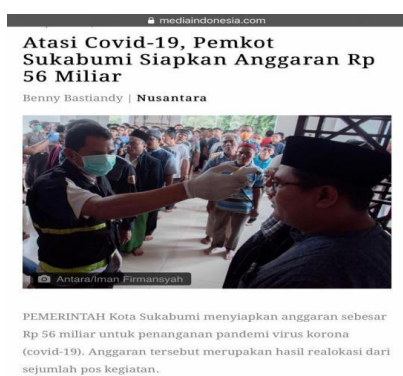 mediaindonesia.com
Atasi Covid-19, Pemkot
Sukabumi Siapkan Anggaran Rp
56 Miliar
Benny Bastiandy | Nusantara
Antara/Iman Firmansyah
PEMERINTAH Kota Sukabumi menyiapkan anggaran sebesar
Rp 56 miliar untuk penanganan pandemi virus korona
(covid-19). Anggaran tersebut merupakan hasil realokasi dari
sejumlah pos kegiatan.